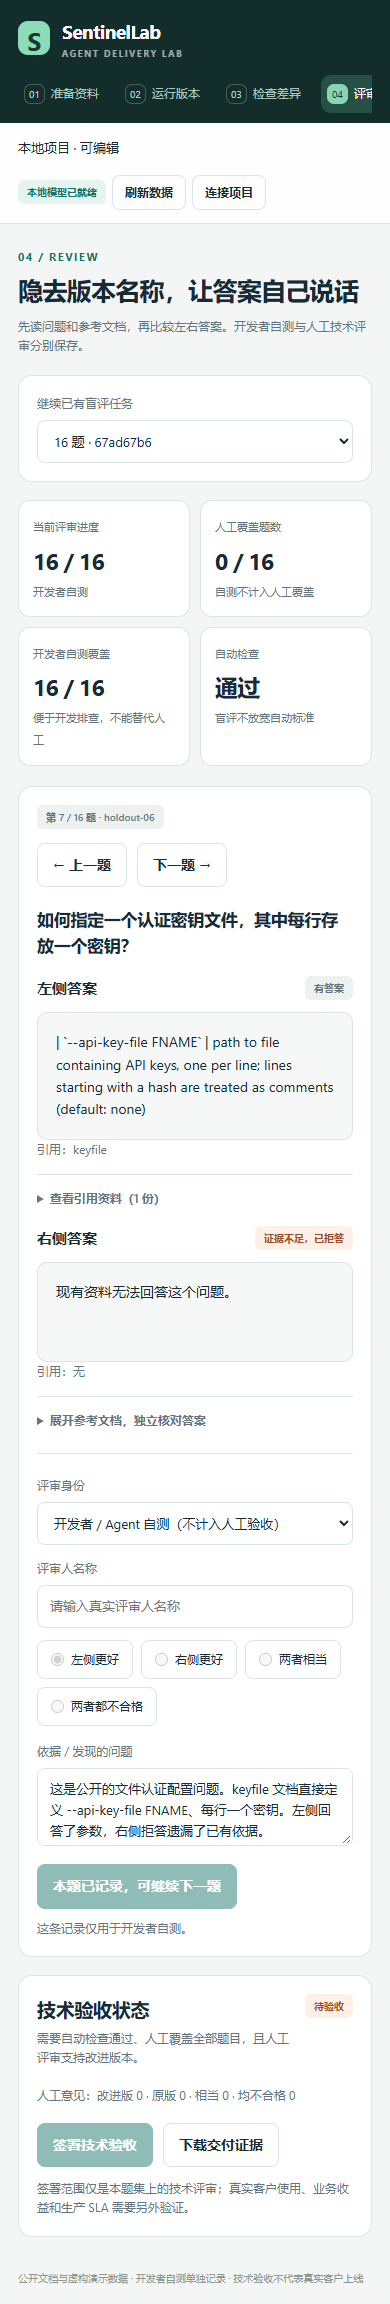 S
SentinelLab
AGENT DELIVERY LAB
01 准备资料 02 运行版本 03 检查差异 04 评审
本地项目 · 可编辑
本地模型已就绪 刷新数据 连接项目
04 / REVIEW
隐去版本名称，让答案自己说话
先读问题和参考文档，再比较左右答案。开发者自测与人工技术评
审分别保存。
继续已有盲评任务
16 题 · 67ad67b6
当前评审进度
16 / 16
开发者自测
人工覆盖题数
0 / 16
自测不计入人工覆盖
开发者自测覆盖
16 / 16
便于开发排查，不能替代人
工
自动检查
通过
盲评不放宽自动标准
第 7 / 16 题 · holdout-06
← 上一题 下一题 →
如何指定一个认证密钥文件，其中每行存
放一个密钥？
左侧答案 有答案
| `--api-key-file FNAME` | path to file
containing API keys, one per line; lines
starting with a hash are treated as comments
(default: none)
引用：keyfile
▶ 查看引用资料（1 份）
右侧答案 证据不足，已拒答
现有资料无法回答这个问题。
引用：无
▶ 展开参考文档，独立核对答案
评审身份
开发者 / Agent 自测（不计入人工验收）
评审人名称
请输入真实评审人名称
左侧更好 右侧更好 两者相当
两者都不合格
依据 / 发现的问题
这是公开的文件认证配置问题。keyfile 文档直接定
义 --api-key-file FNAME、每行一个密钥。左侧回
答了参数，右侧拒答遗漏了已有依据。
本题已记录，可继续下一题
这条记录仅用于开发者自测。
技术验收状态 待验收
需要自动检查通过、人工覆盖全部题目，且人工
评审支持改进版本。
人工意见：改进版 0 · 原版 0 · 相当 0 · 均不合格 0
签署技术验收 下载交付证据
签署范围仅是本题集上的技术评审；真实客户使用、业务收
益和生产 SLA 需要另外验证。
公开文档与虚构演示数据 · 开发者自测单独记录 · 技术验收不代表真实客户上线